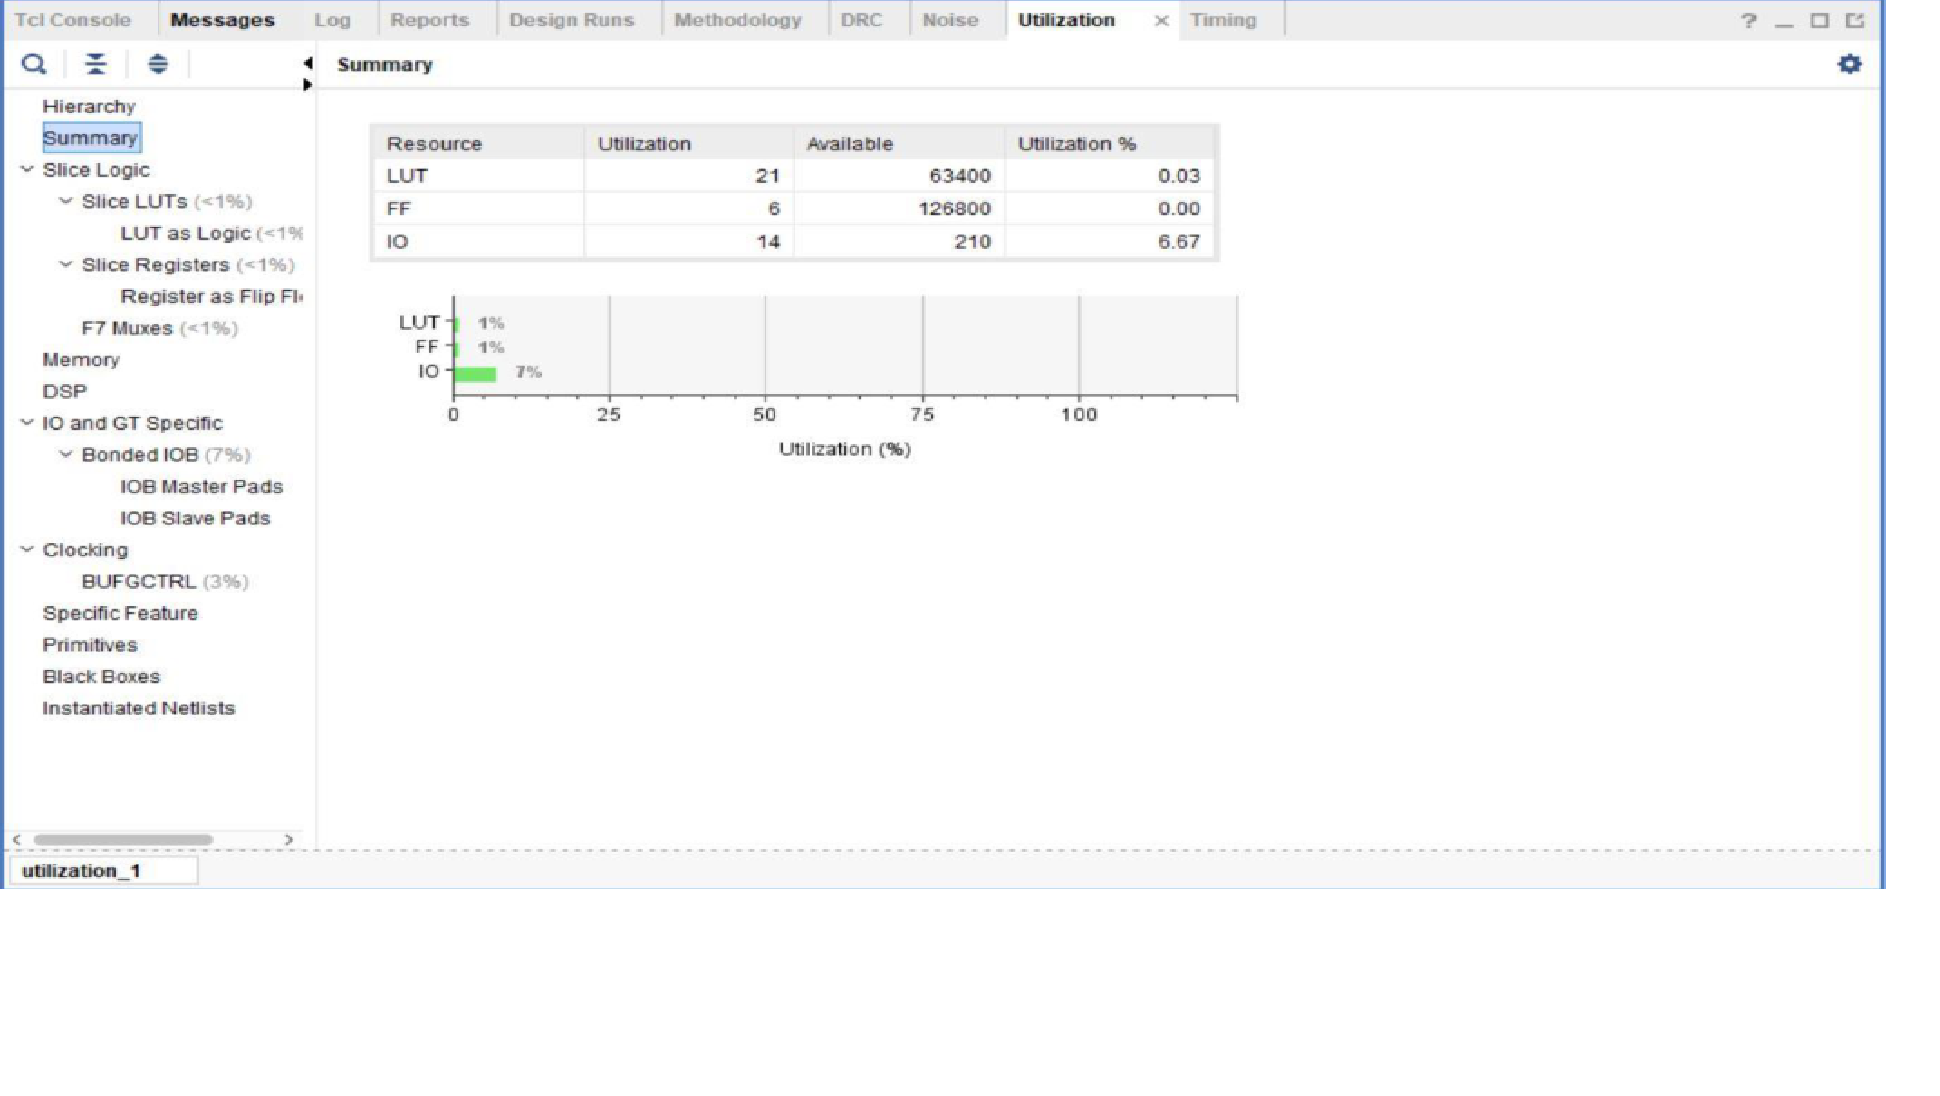 Tcl Console Messages Log Reports Design Runs Methodology DRC Noise Utilization × Timing ?
Summary
Hierarchy
Summary
Slice Logic
Slice LUTs (<1%)
LUT as Logic (<1%
Slice Registers (<1%)
Register as Flip Fl
F7 Muxes (<1%)
Memory
DSP
IO and GT Specific
Bonded IOB (7%)
IOB Master Pads
IOB Slave Pads
Clocking
BUFGCTRL (3%)
Specific Feature
Primitives
Black Boxes
Instantiated Netlists
Resource Utilization Available Utilization %
LUT 21 63400 0.03
FF 6 126800 0.00
IO 14 210 6.67
LUT 1%
FF 1%
IO 7%
0 25 50 75 100
Utilization (%)
utilization_1